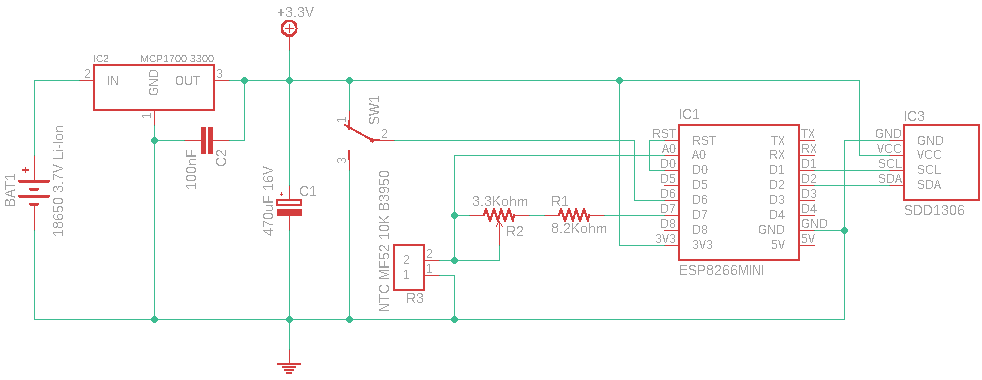 +3.3V
IC2 MCP1700 3300
2 IN GND OUT 3
1
BAT1
18650 3.7V Li-Ion
100nF
C2
470uF 16V
C1
SW1
1
2
3
NTC MF52 10K B3950
2 2
1 1
R3
3.3Kohm
R2
R1
8.2Kohm
IC1
RST RST TX TX
A0 A0 RX RX
D0 D0 D1 D1
D5 D5 D2 D2
D6 D6 D3 D3
D7 D7 D4 D4
D8 D8 GND GND
3V3 3V3 5V 5V
ESP8266MINI
IC3
GND GND
VCC VCC
SCL SCL
SDA SDA
SDD1306